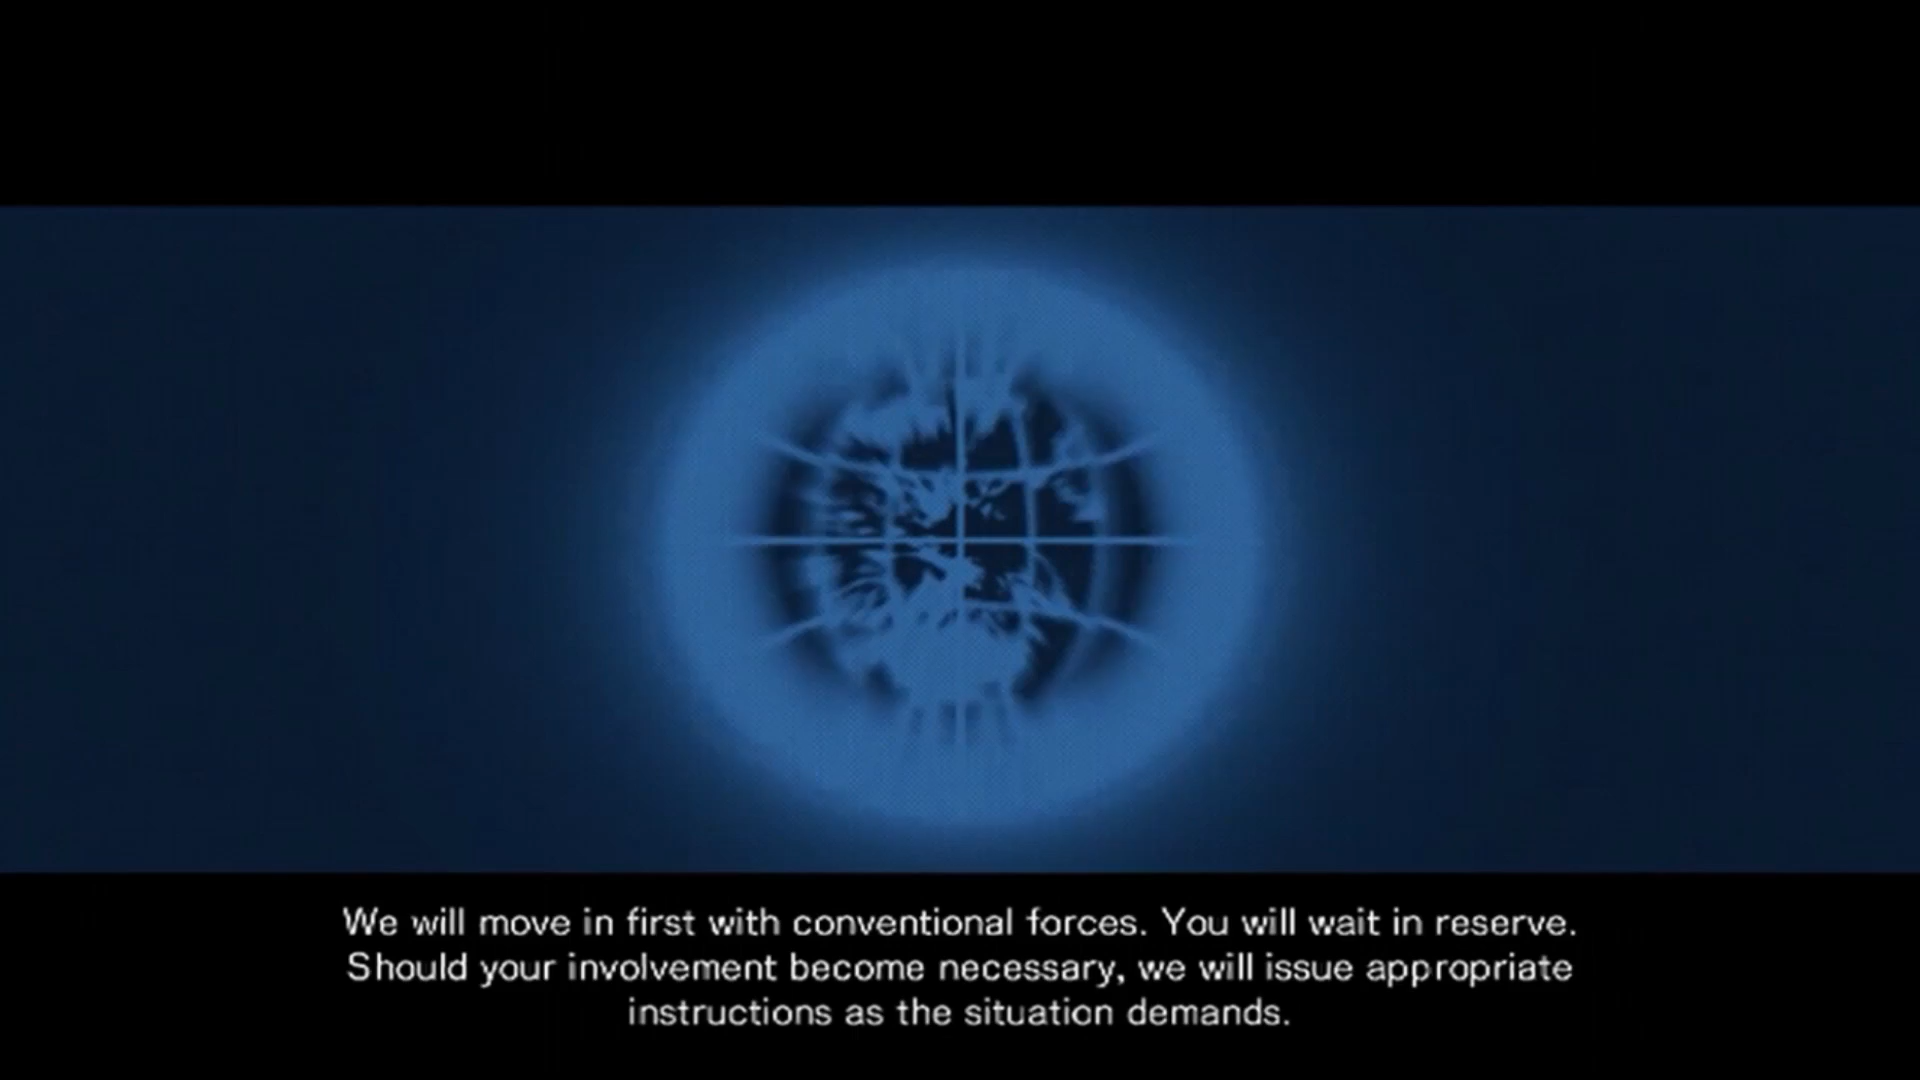 We will move in first with conventional forces. You will wait in reserve.
Should your involvement become necessary, we will issue appropriate
instructions as the situation demands.